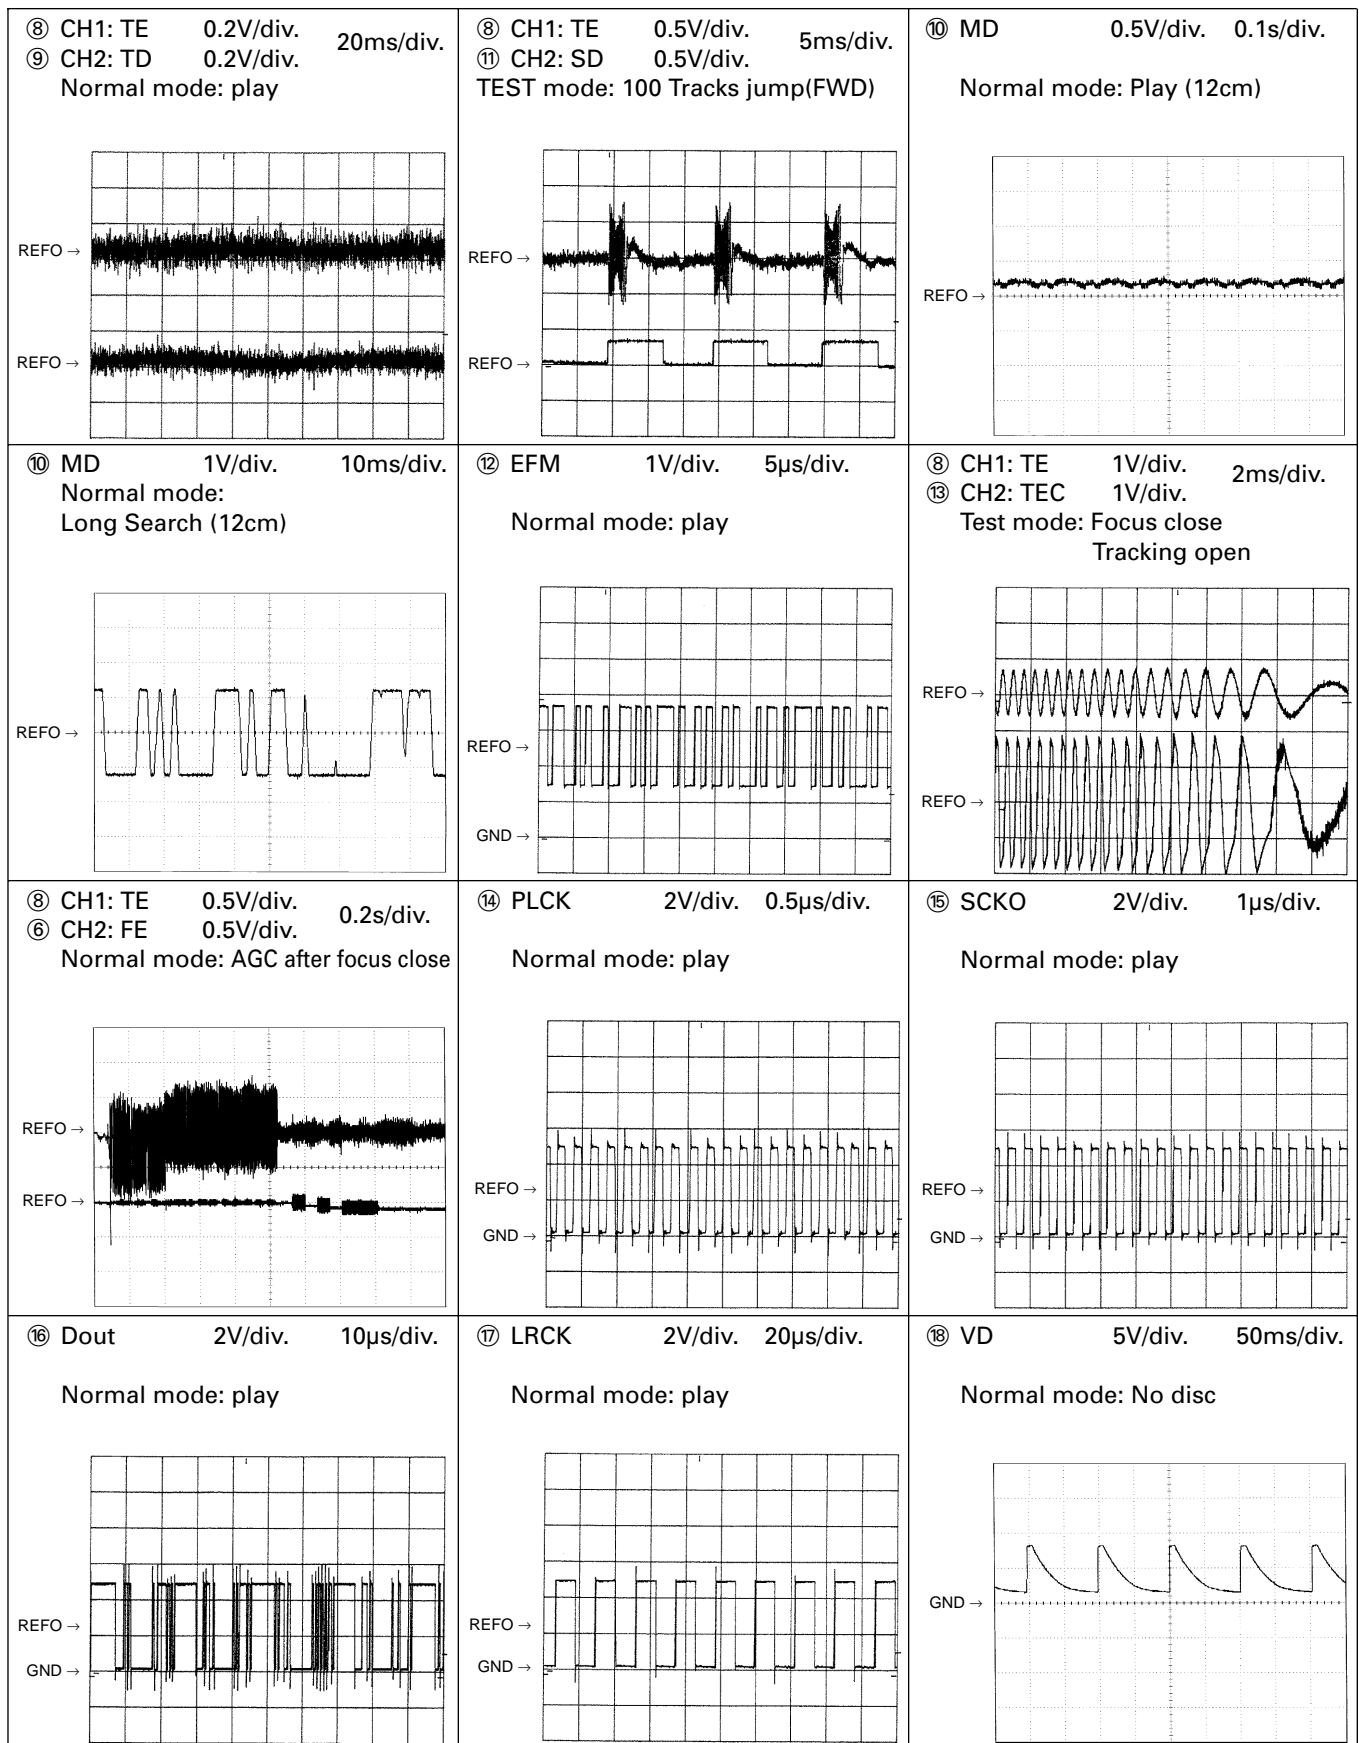 ⑧ CH1: TE 0.2V/div. 20ms/div.
⑨ CH2: TD 0.2V/div.
Normal mode: play
REFO →
REFO →
⑧ CH1: TE 0.5V/div. 5ms/div.
⑪ CH2: SD 0.5V/div.
TEST mode: 100 Tracks jump(FWD)
REFO →
REFO →
⑩ MD 0.5V/div. 0.1s/div.
Normal mode: Play (12cm)
REFO →
⑩ MD 1V/div. 10ms/div.
Normal mode:
Long Search (12cm)
REFO →
⑫ EFM 1V/div. 5µs/div.
Normal mode: play
REFO →
GND →
⑧ CH1: TE 1V/div. 2ms/div.
⑬ CH2: TEC 1V/div.
Test mode: Focus close
Tracking open
REFO →
REFO →
⑧ CH1: TE 0.5V/div. 0.2s/div.
⑥ CH2: FE 0.5V/div.
Normal mode: AGC after focus close
REFO →
REFO →
⑭ PLCK 2V/div. 0.5µs/div.
Normal mode: play
REFO →
GND →
⑮ SCKO 2V/div. 1µs/div.
Normal mode: play
REFO →
GND →
⑯ Dout 2V/div. 10µs/div.
Normal mode: play
REFO →
GND →
⑰ LRCK 2V/div. 20µs/div.
Normal mode: play
REFO →
GND →
⑱ VD 5V/div. 50ms/div.
Normal mode: No disc
GND →